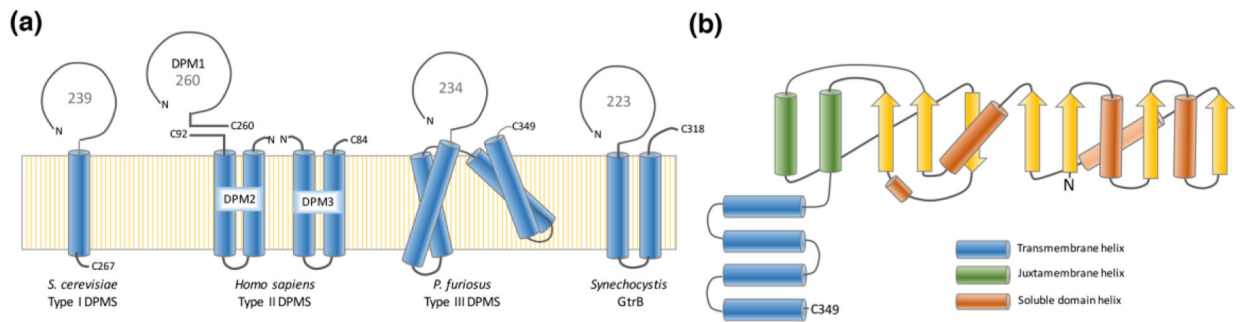 (a)
239
N
C267
S. cerevisiae
Type I DPMS
DPM1
260
N
C260
C92
N N
C84
DPM2
DPM3
Homo sapiens
Type II DPMS
234
N
C349
P. furiosus
Type III DPMS
223
N
C318
Synechocystis
GtrB
(b)
N
C349
Transmembrane helix
Juxtamembrane helix
Soluble domain helix